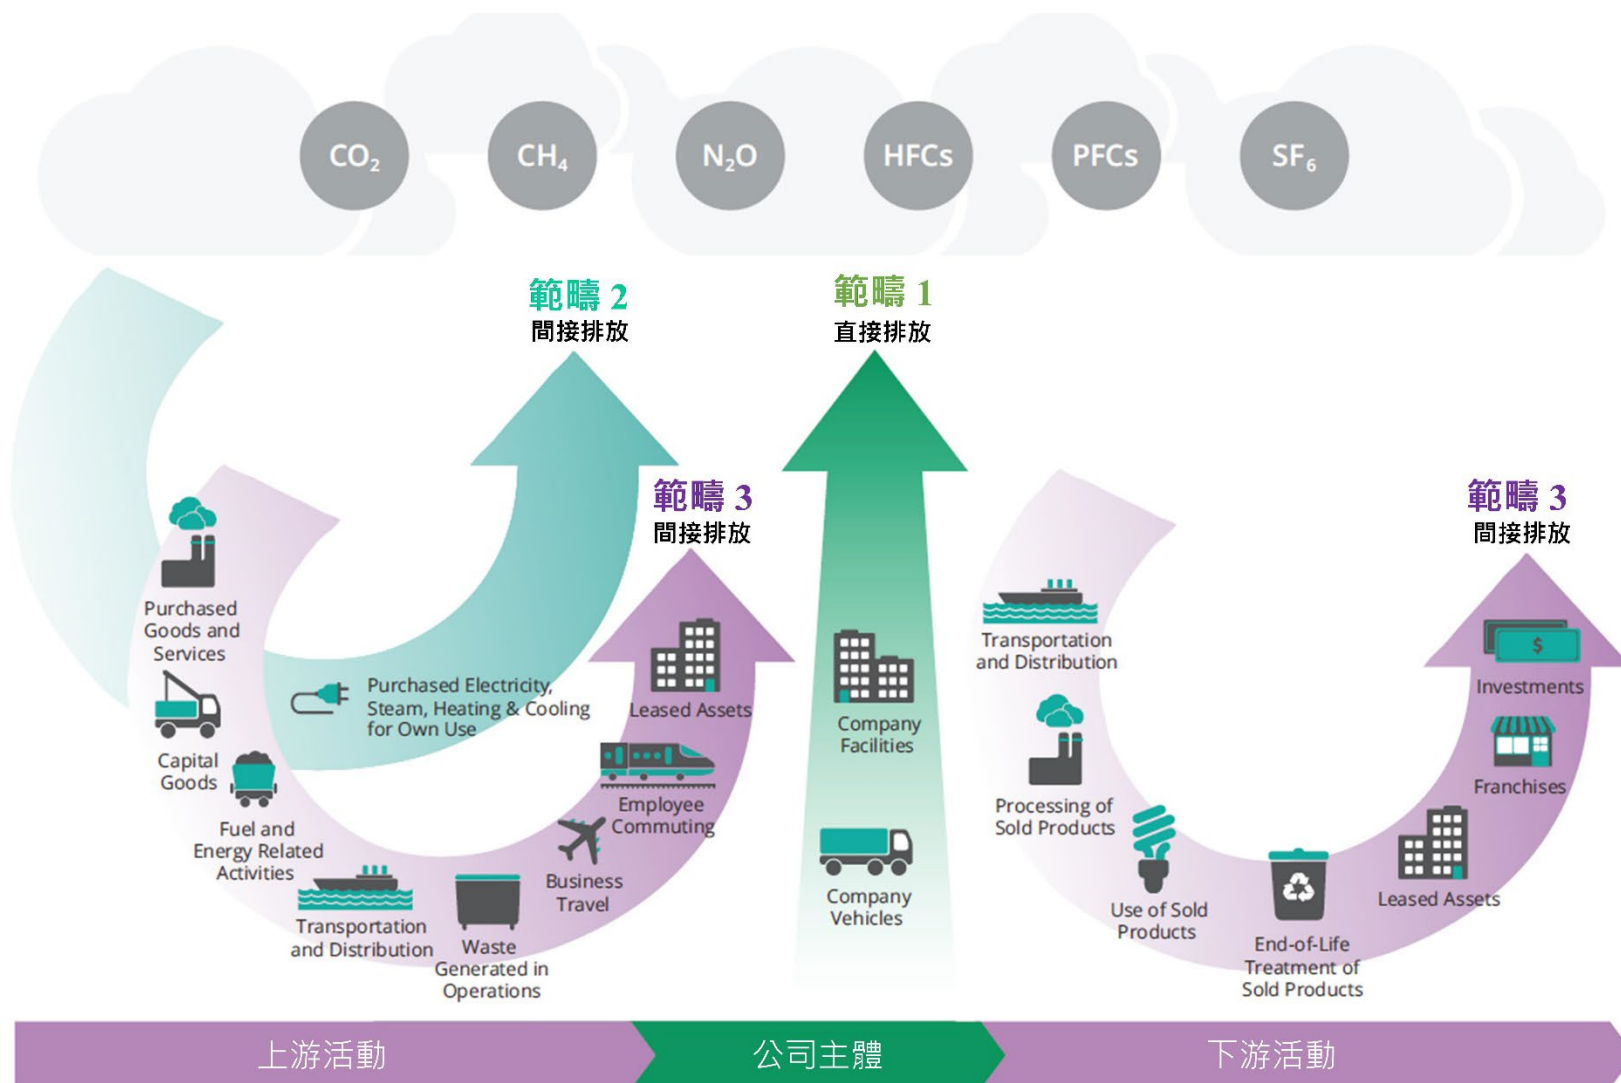 CO₂
CH₄
N₂O
HFCs
PFCs
SF₆
範疇 2
間接排放
範疇 1
直接排放
範疇 3
間接排放
範疇 3
間接排放
Purchased
Goods and
Services
Capital
Goods
Fuel and
Energy Related
Activities
Transportation
and Distribution
Waste
Generated in
Operations
Business
Travel
Employee
Commuting
Leased Assets
Purchased Electricity,
Steam, Heating & Cooling
for Own Use
Company
Facilities
Company
Vehicles
Transportation
and Distribution
Processing of
Sold Products
Use of Sold
Products
End-of-Life
Treatment of
Sold Products
Leased Assets
Franchises
$
Investments
上游活動
公司主體
下游活動